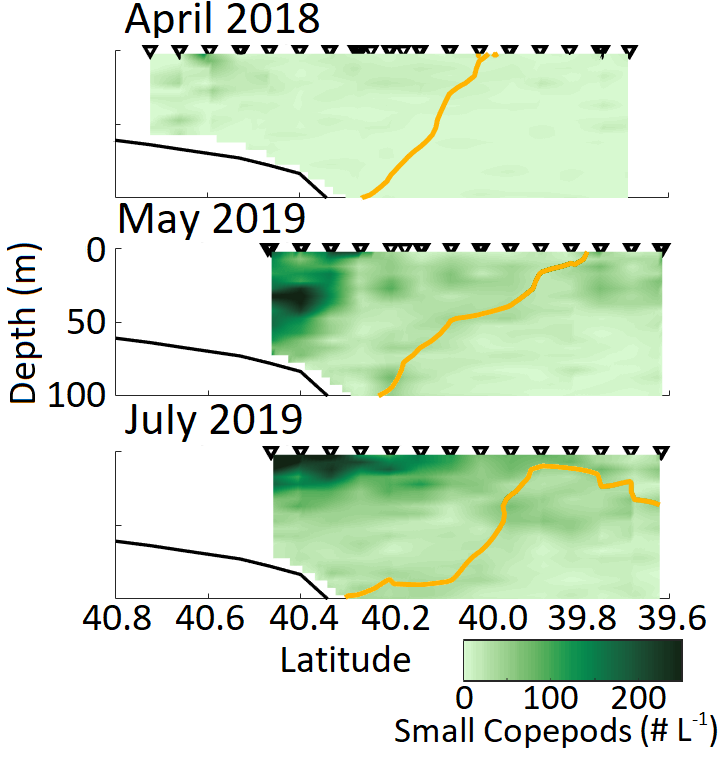 April 2018
May 2019
0
50
100
Depth (m)
July 2019
40.8 40.6 40.4 40.2 40.0 39.8 39.6
Latitude
0 100 200
Small Copepods (# L⁻¹)